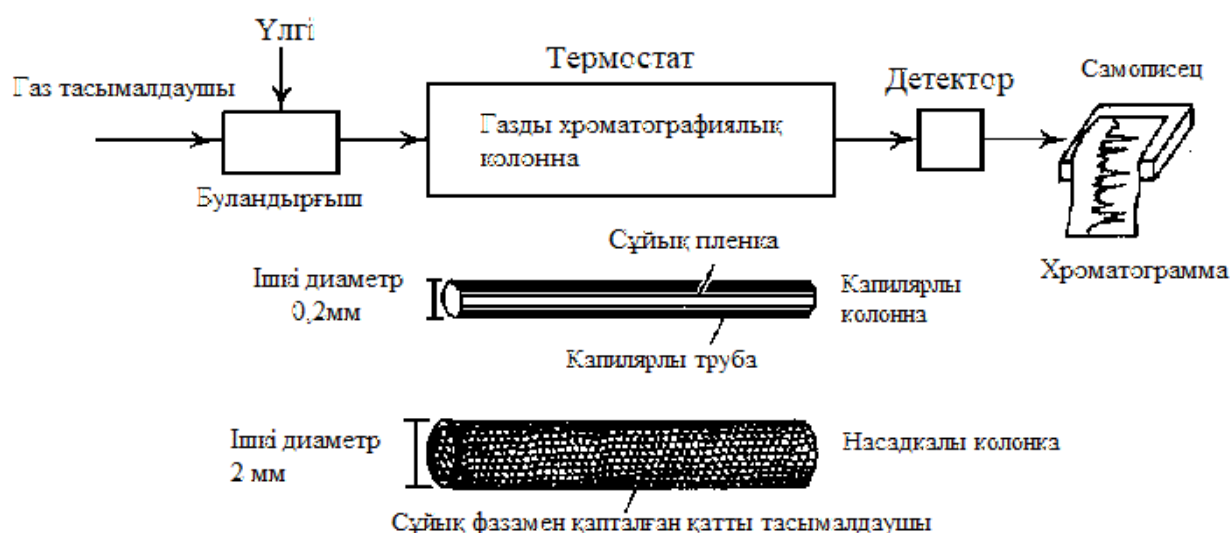 Үлгі
Термостат
Самописец
Газ тасымалдаушы
Детектор
Газды хроматографиялық
колонна
Буландырғыш
Сұйық пленка
Хроматограмма
Ішкі диаметр
0,2мм
Капилярлы
колонна
Капилярлы труба
Ішкі диаметр
2 мм
Насадкалы колонка
Сұйық фазамен қапталған қатты тасымалдаушы